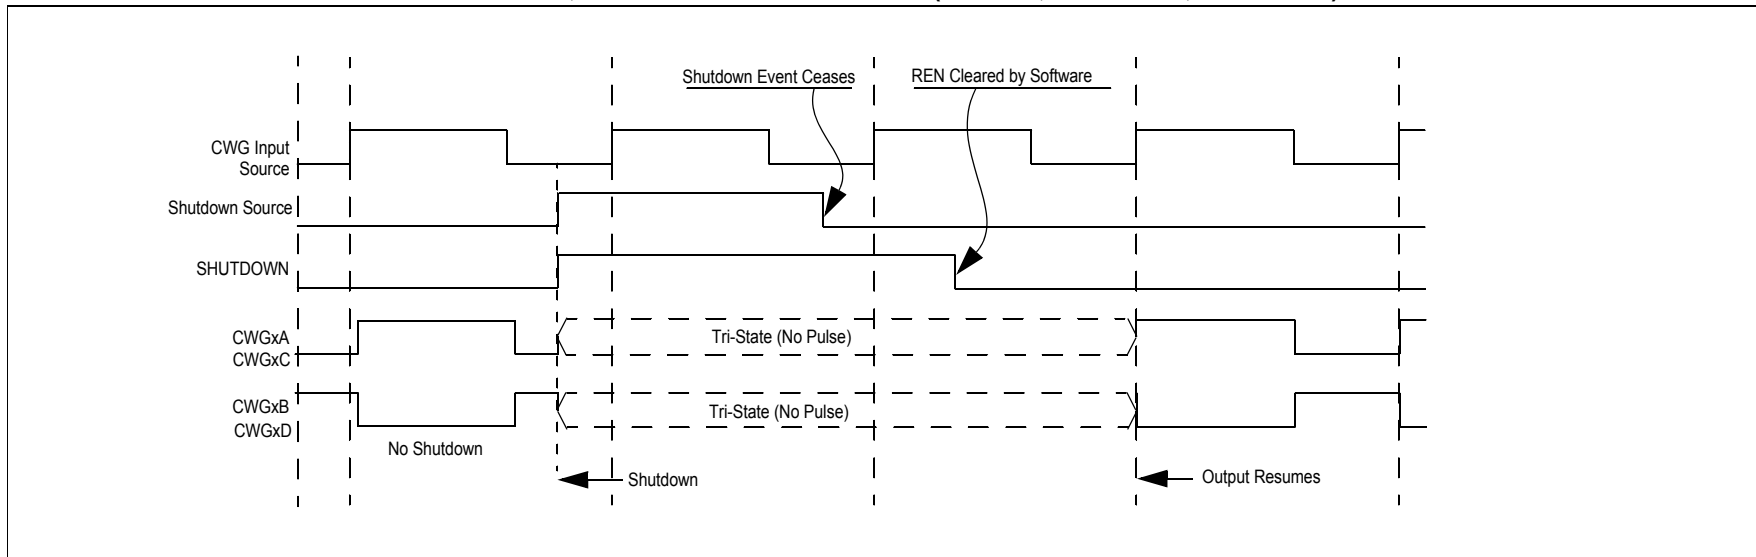 Shutdown Event Ceases
REN Cleared by Software
CWG Input
Source
Shutdown Source
SHUTDOWN
CWGxA
CWGxC
Tri-State (No Pulse)
CWGxB
CWGxD
Tri-State (No Pulse)
No Shutdown
Shutdown
Output Resumes